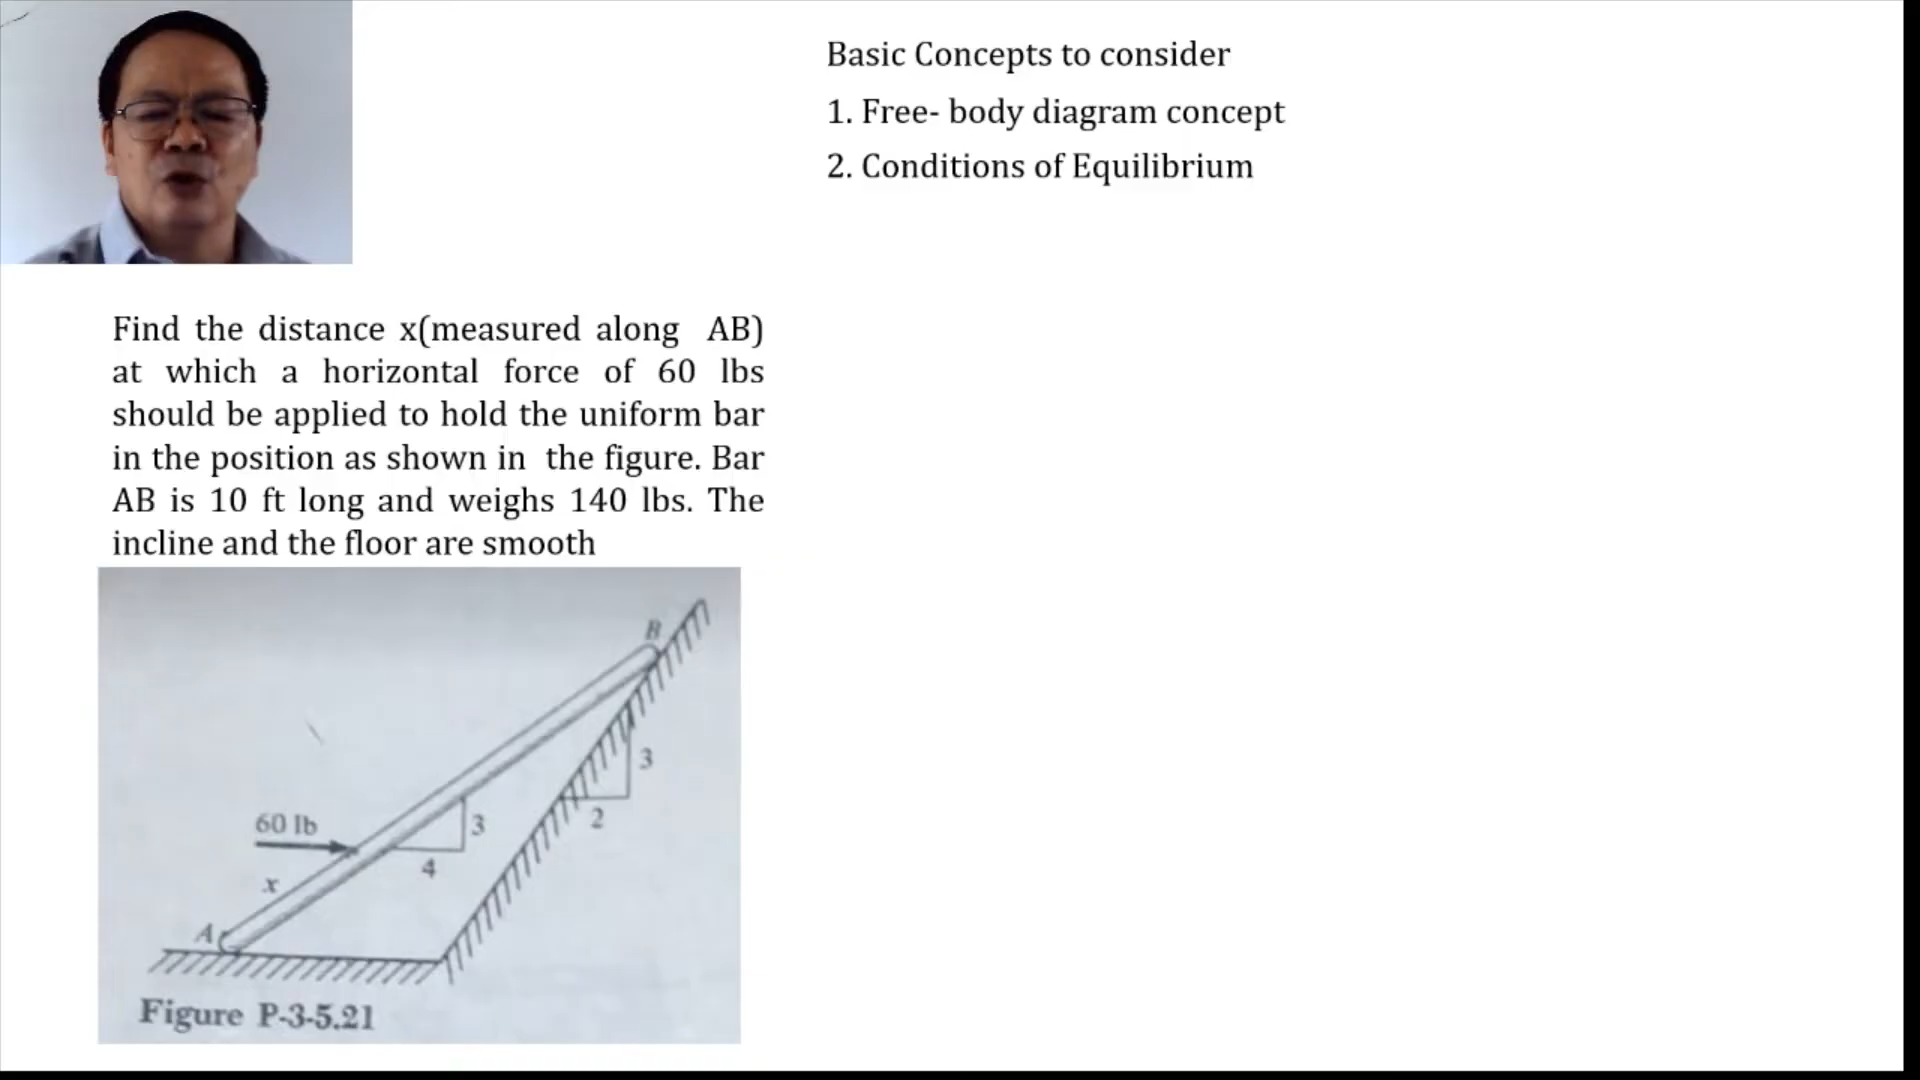 Basic Concepts to consider
1. Free- body diagram concept
2. Conditions of Equilibrium
Find the distance x(measured along AB)
at which a horizontal force of 60 lbs
should be applied to hold the uniform bar
in the position as shown in the figure. Bar
AB is 10 ft long and weighs 140 lbs. The
incline and the floor are smooth
B
3
2
60 lb
3
4
x
A
Figure P-3-5.21